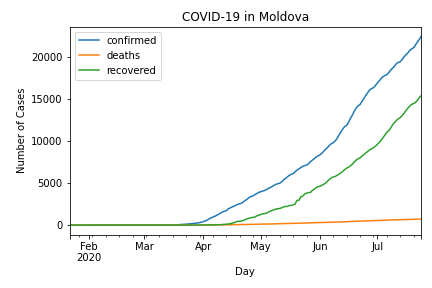 COVID-19 in Moldova
confirmed
deaths
recovered
Number of Cases
20000
15000
10000
5000
0
Feb
2020
Mar
Apr
May
Jun
Jul
Day